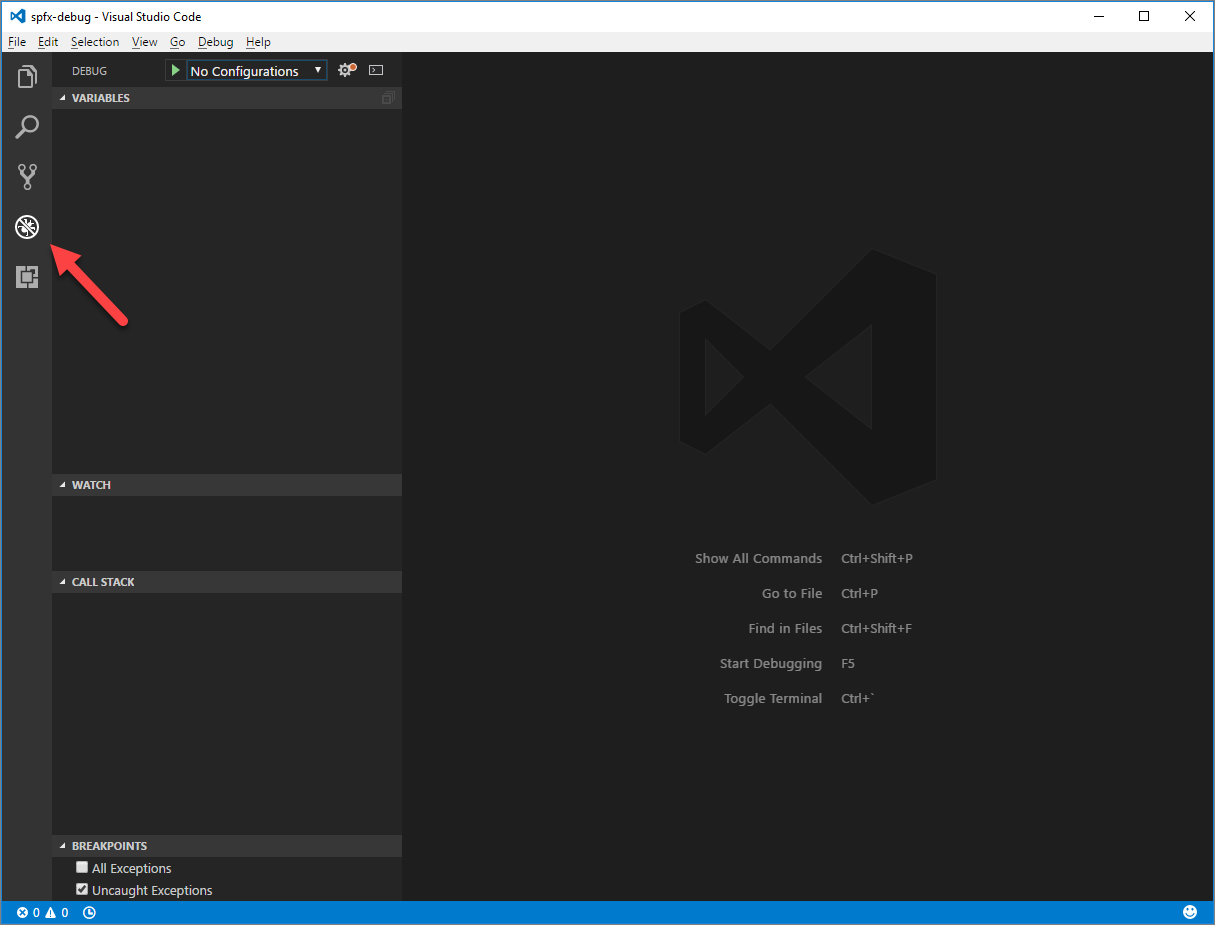 spfx-debug - Visual Studio Code
File Edit Selection View Go Debug Help
DEBUG No Configurations
VARIABLES
WATCH
CALL STACK
BREAKPOINTS
All Exceptions
Uncaught Exceptions
Show All Commands Ctrl+Shift+P
Go to File Ctrl+P
Find in Files Ctrl+Shift+F
Start Debugging F5
Toggle Terminal Ctrl+`
0 0